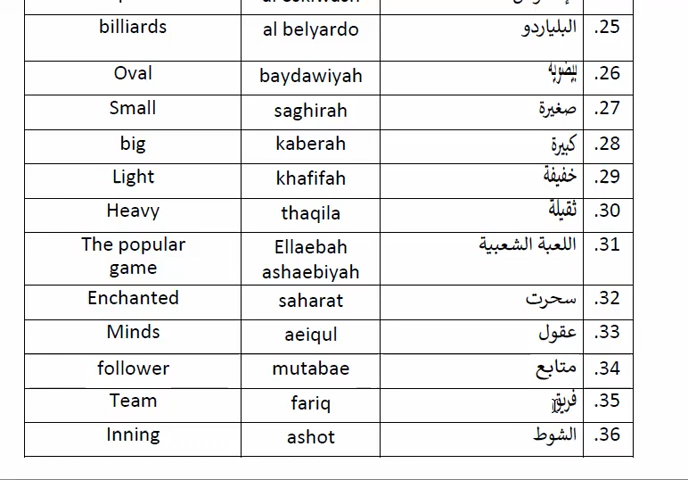 billiards al belyardo البلياردو .25
Oval baydawiyah بيضوية .26
Small saghirah صغيرة .27
big kaberah كبيرة .28
Light khafifah خفيفة .29
Heavy thaqila ثقيلة .30
The popular Ellaebah اللعبة الشعبية .31
game ashaebiyah
Enchanted saharat سحرت .32
Minds aeiqul عقول .33
follower mutabae متابع .34
Team fariq فريق .35
Inning ashot الشوط .36